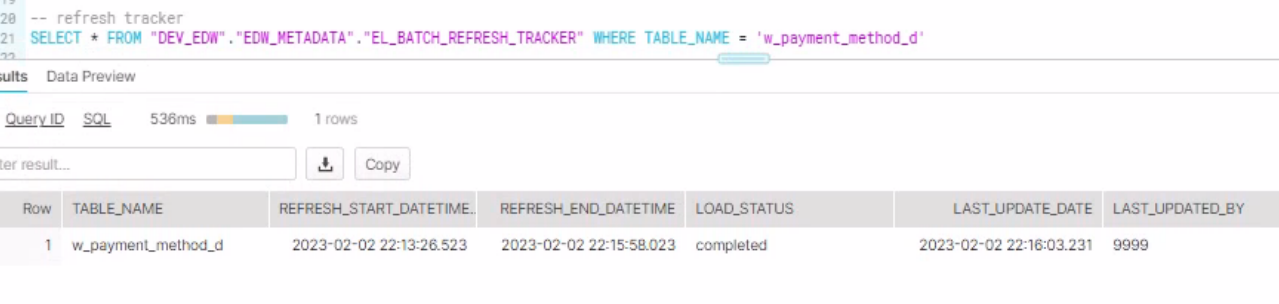 20 -- refresh tracker
21 SELECT * FROM "DEV_EDW"."EDW_METADATA"."EL_BATCH_REFRESH_TRACKER" WHERE TABLE_NAME = 'w_payment_method_d'
22
sults Data Preview
Query ID SQL 536ms 1 rows
ter result... Copy
Row TABLE_NAME REFRESH_START_DATETIME... REFRESH_END_DATETIME LOAD_STATUS LAST_UPDATE_DATE LAST_UPDATED_BY
1 w_payment_method_d 2023-02-02 22:13:26.523 2023-02-02 22:15:58.023 completed 2023-02-02 22:16:03.231 9999